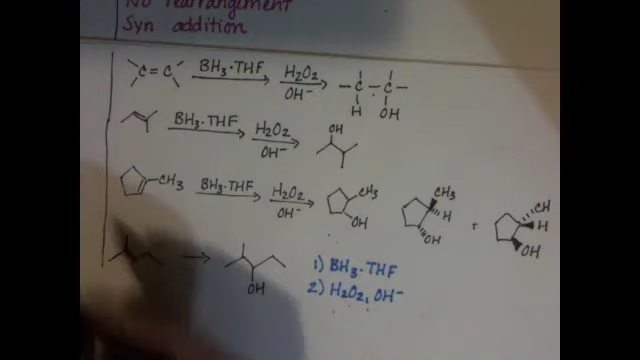 No rearrangement
Syn addition
C=C BH₃·THF H₂O₂ OH⁻ -C-C- H OH
BH₃·THF H₂O₂ OH⁻ OH
CH₃ BH₃·THF H₂O₂ OH⁻ CH₃ OH CH₃ H OH + CH H OH
OH
1) BH₃·THF
2) H₂O₂, OH⁻